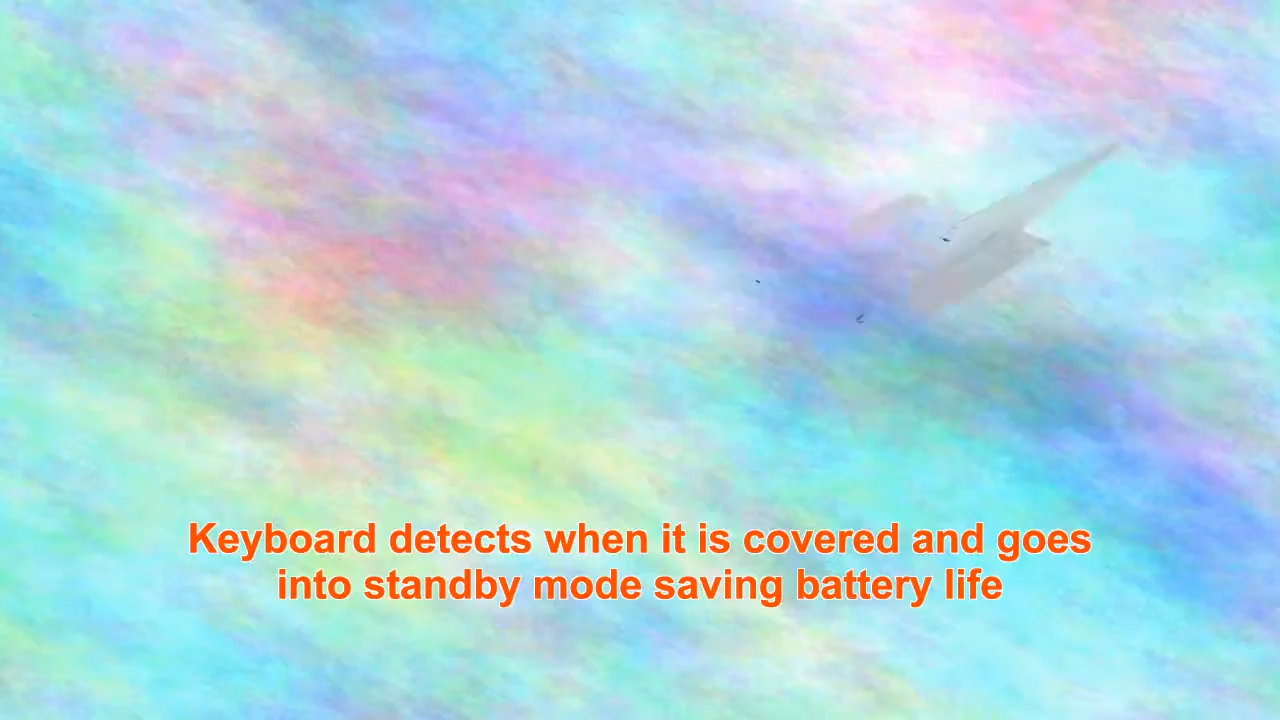 Keyboard detects when it is covered and goes
into standby mode saving battery life